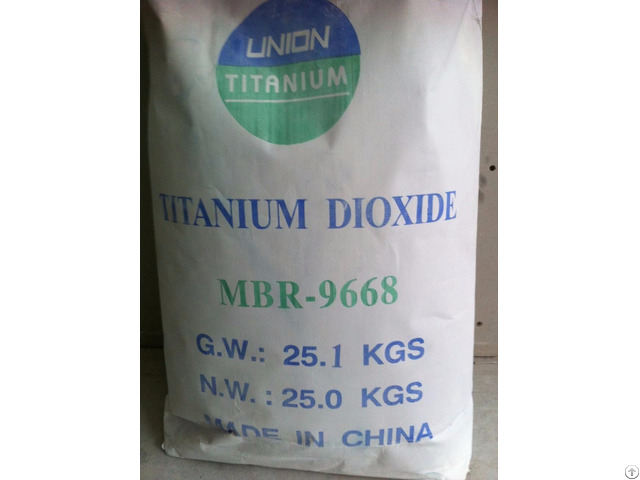 UNION
TITANIUM
TITANIUM DIOXIDE
MBR-9668
G.W.: 25.1 KGS
N.W. : 25.0 KGS
MADE IN CHINA